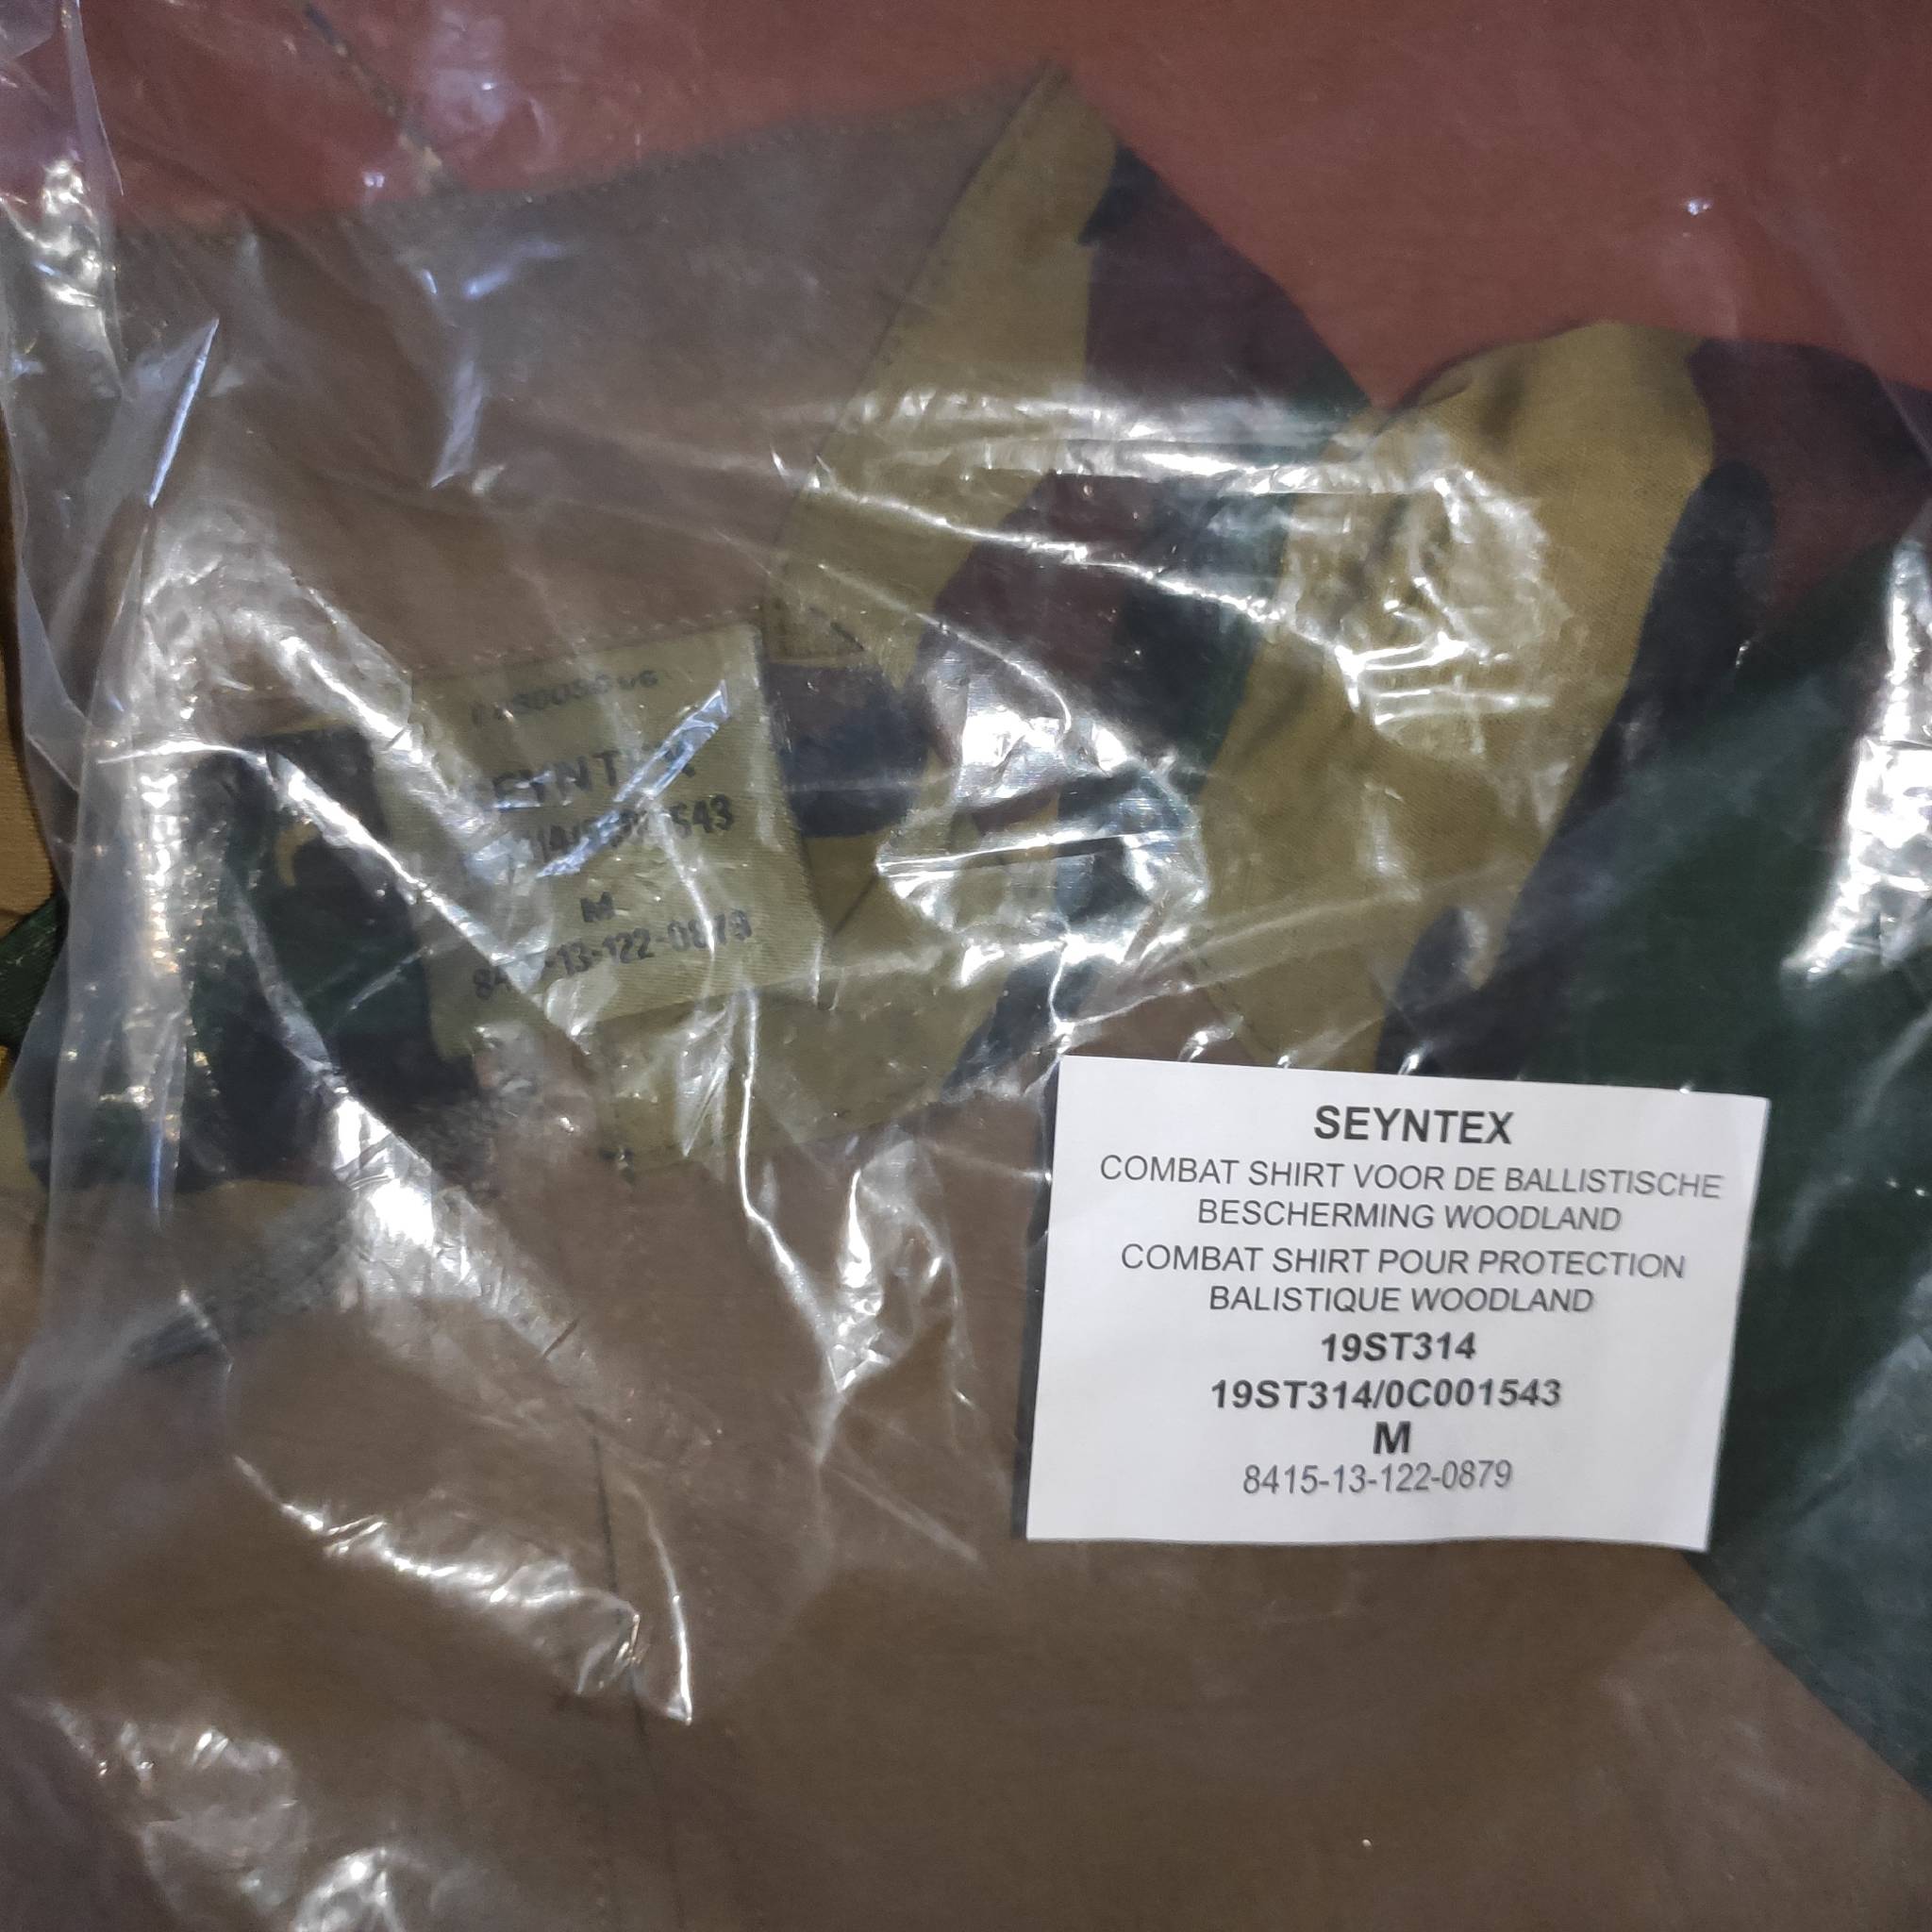 M
SEYNTEX
COMBAT SHIRT VOOR DE BALLISTISCHE
BESCHERMING WOODLAND
COMBAT SHIRT POUR PROTECTION
BALISTIQUE WOODLAND
19ST314
19ST314/0C001543
M
8415-13-122-0879